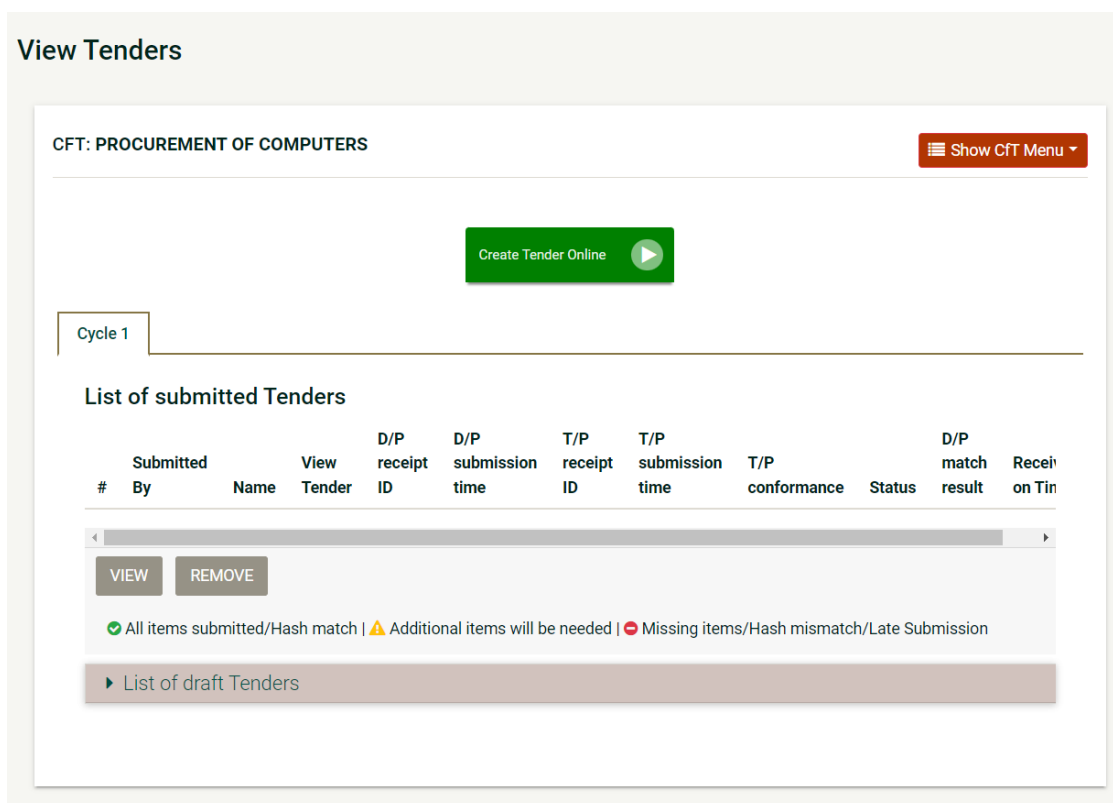 View Tenders
CFT: PROCUREMENT OF COMPUTERS
Show CfT Menu
Create Tender Online
Cycle 1
List of submitted Tenders
# Submitted By Name View Tender D/P receipt ID D/P submission time T/P receipt ID T/P submission time T/P conformance Status D/P match result Receiv on Tin
VIEW REMOVE
All items submitted/Hash match | Additional items will be needed | Missing items/Hash mismatch/Late Submission
List of draft Tenders